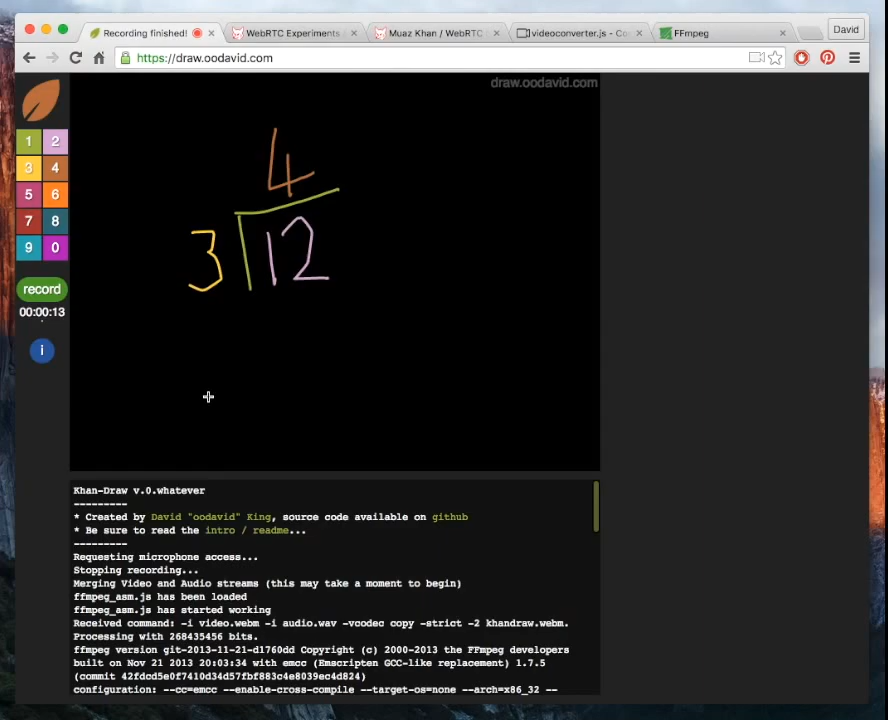 Recording finished!
WebRTC Experiments
Muaz Khan / WebRTC
videoconverter.js - Co
FFmpeg
David
https://draw.oodavid.com
draw.oodavid.com
1 2
3 4
5 6
7 8
9 0
record
00:00:13
i
4
3 12
Khan-Draw v.0.whatever
---------
* Created by David "oodavid" King, source code available on github
* Be sure to read the intro / readme...
---------
Requesting microphone access...
Stopping recording...
Merging Video and Audio streams (this may take a moment to begin)
ffmpeg_asm.js has been loaded
ffmpeg_asm.js has started working
Received command: -i video.webm -i audio.wav -vcodec copy -strict -2 khandraw.webm.
Processing with 268435456 bits.
ffmpeg version git-2013-11-21-d1760dd Copyright (c) 2000-2013 the FFmpeg developers
built on Nov 21 2013 20:03:34 with emcc (Emscripten GCC-like replacement) 1.7.5
(commit 42fdcd5e0f7410d34d57fbf883c4e8039ec4d824)
configuration: --cc=emcc --enable-cross-compile --target-os=none --arch=x86_32 --